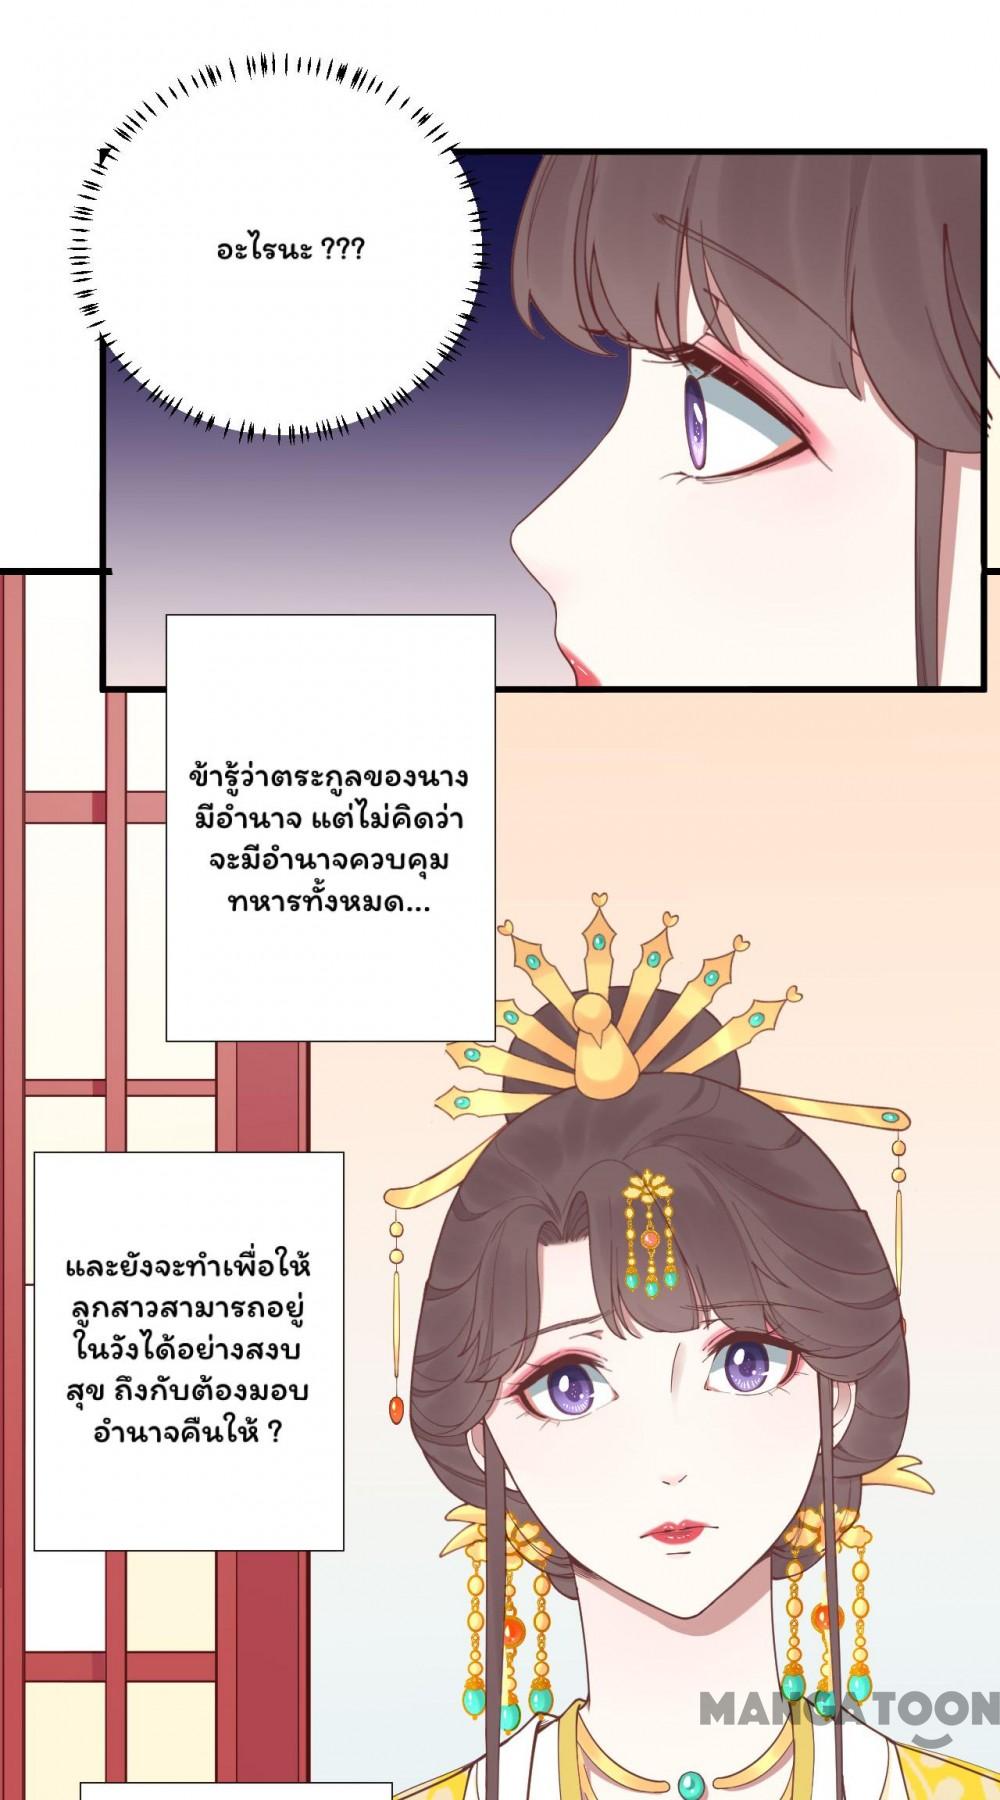 อะไรนะ ???
ข้ารู้ว่าตระกูลของนาง
มีอำนาจ แต่ไม่คิดว่า
จะมีอำนาจควบคุม
ทหารทั้งหมด...
และยังจะทำเพื่อให้
ลูกสาวสามารถอยู่
ในวังได้อย่างสงบ
สุข ถึงกับต้องมอบ
อำนาจคืนให้ ?
MANGATOON